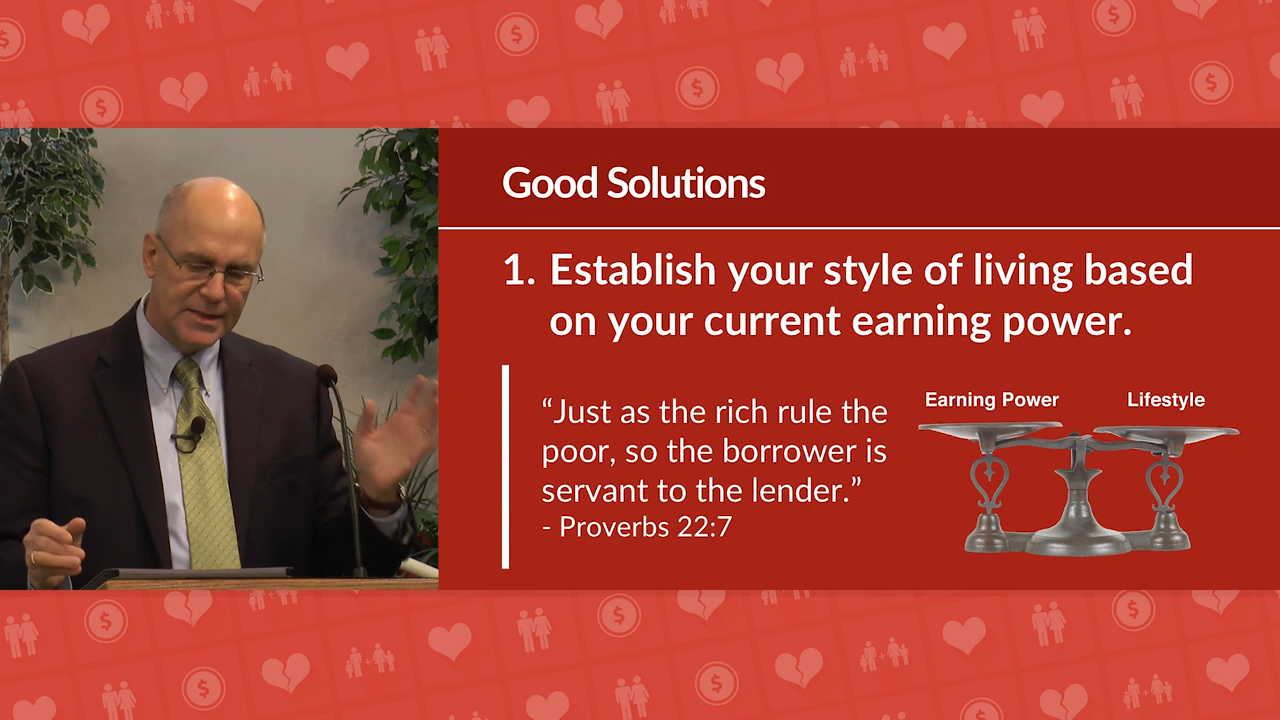 Good Solutions
1. Establish your style of living based
on your current earning power.
“Just as the rich rule the
poor, so the borrower is
servant to the lender.”
- Proverbs 22:7
Earning Power
Lifestyle